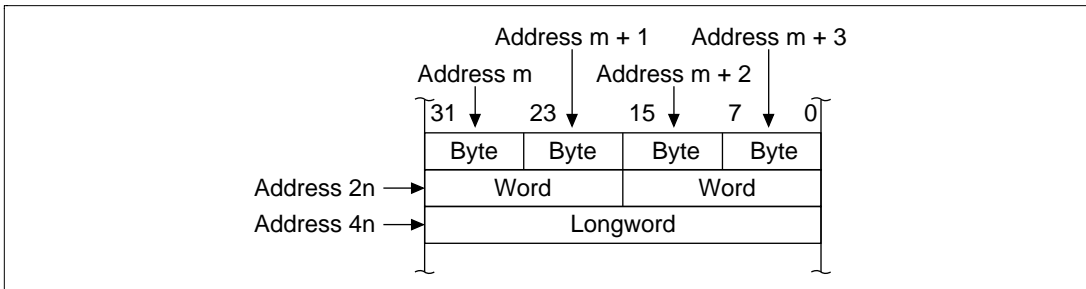 Address m + 1 Address m + 3
Address m Address m + 2
31 23 15 7 0
Byte Byte Byte Byte
Address 2n Word Word
Address 4n Longword